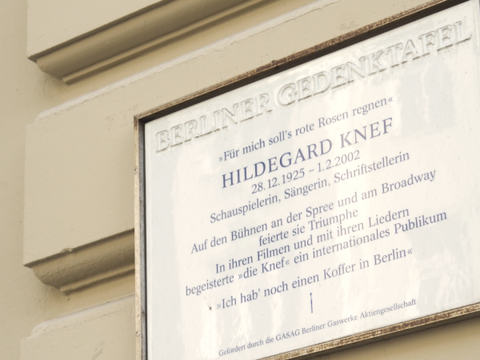 BERLINER GEDENKTAFEL
»Für mich soll's rote Rosen regnen«
HILDEGARD KNEF
28.12.1925 – 1.2.2002
Schauspielerin, Sängerin, Schriftstellerin
Auf den Bühnen an der Spree und am Broadway
feierte sie Triumphe
In ihren Filmen und mit ihren Liedern
begeisterte »die Knef« ein internationales Publikum
»Ich hab' noch einen Koffer in Berlin«
Gefördert durch die GASAG Berliner Gaswerke Aktiengesellschaft